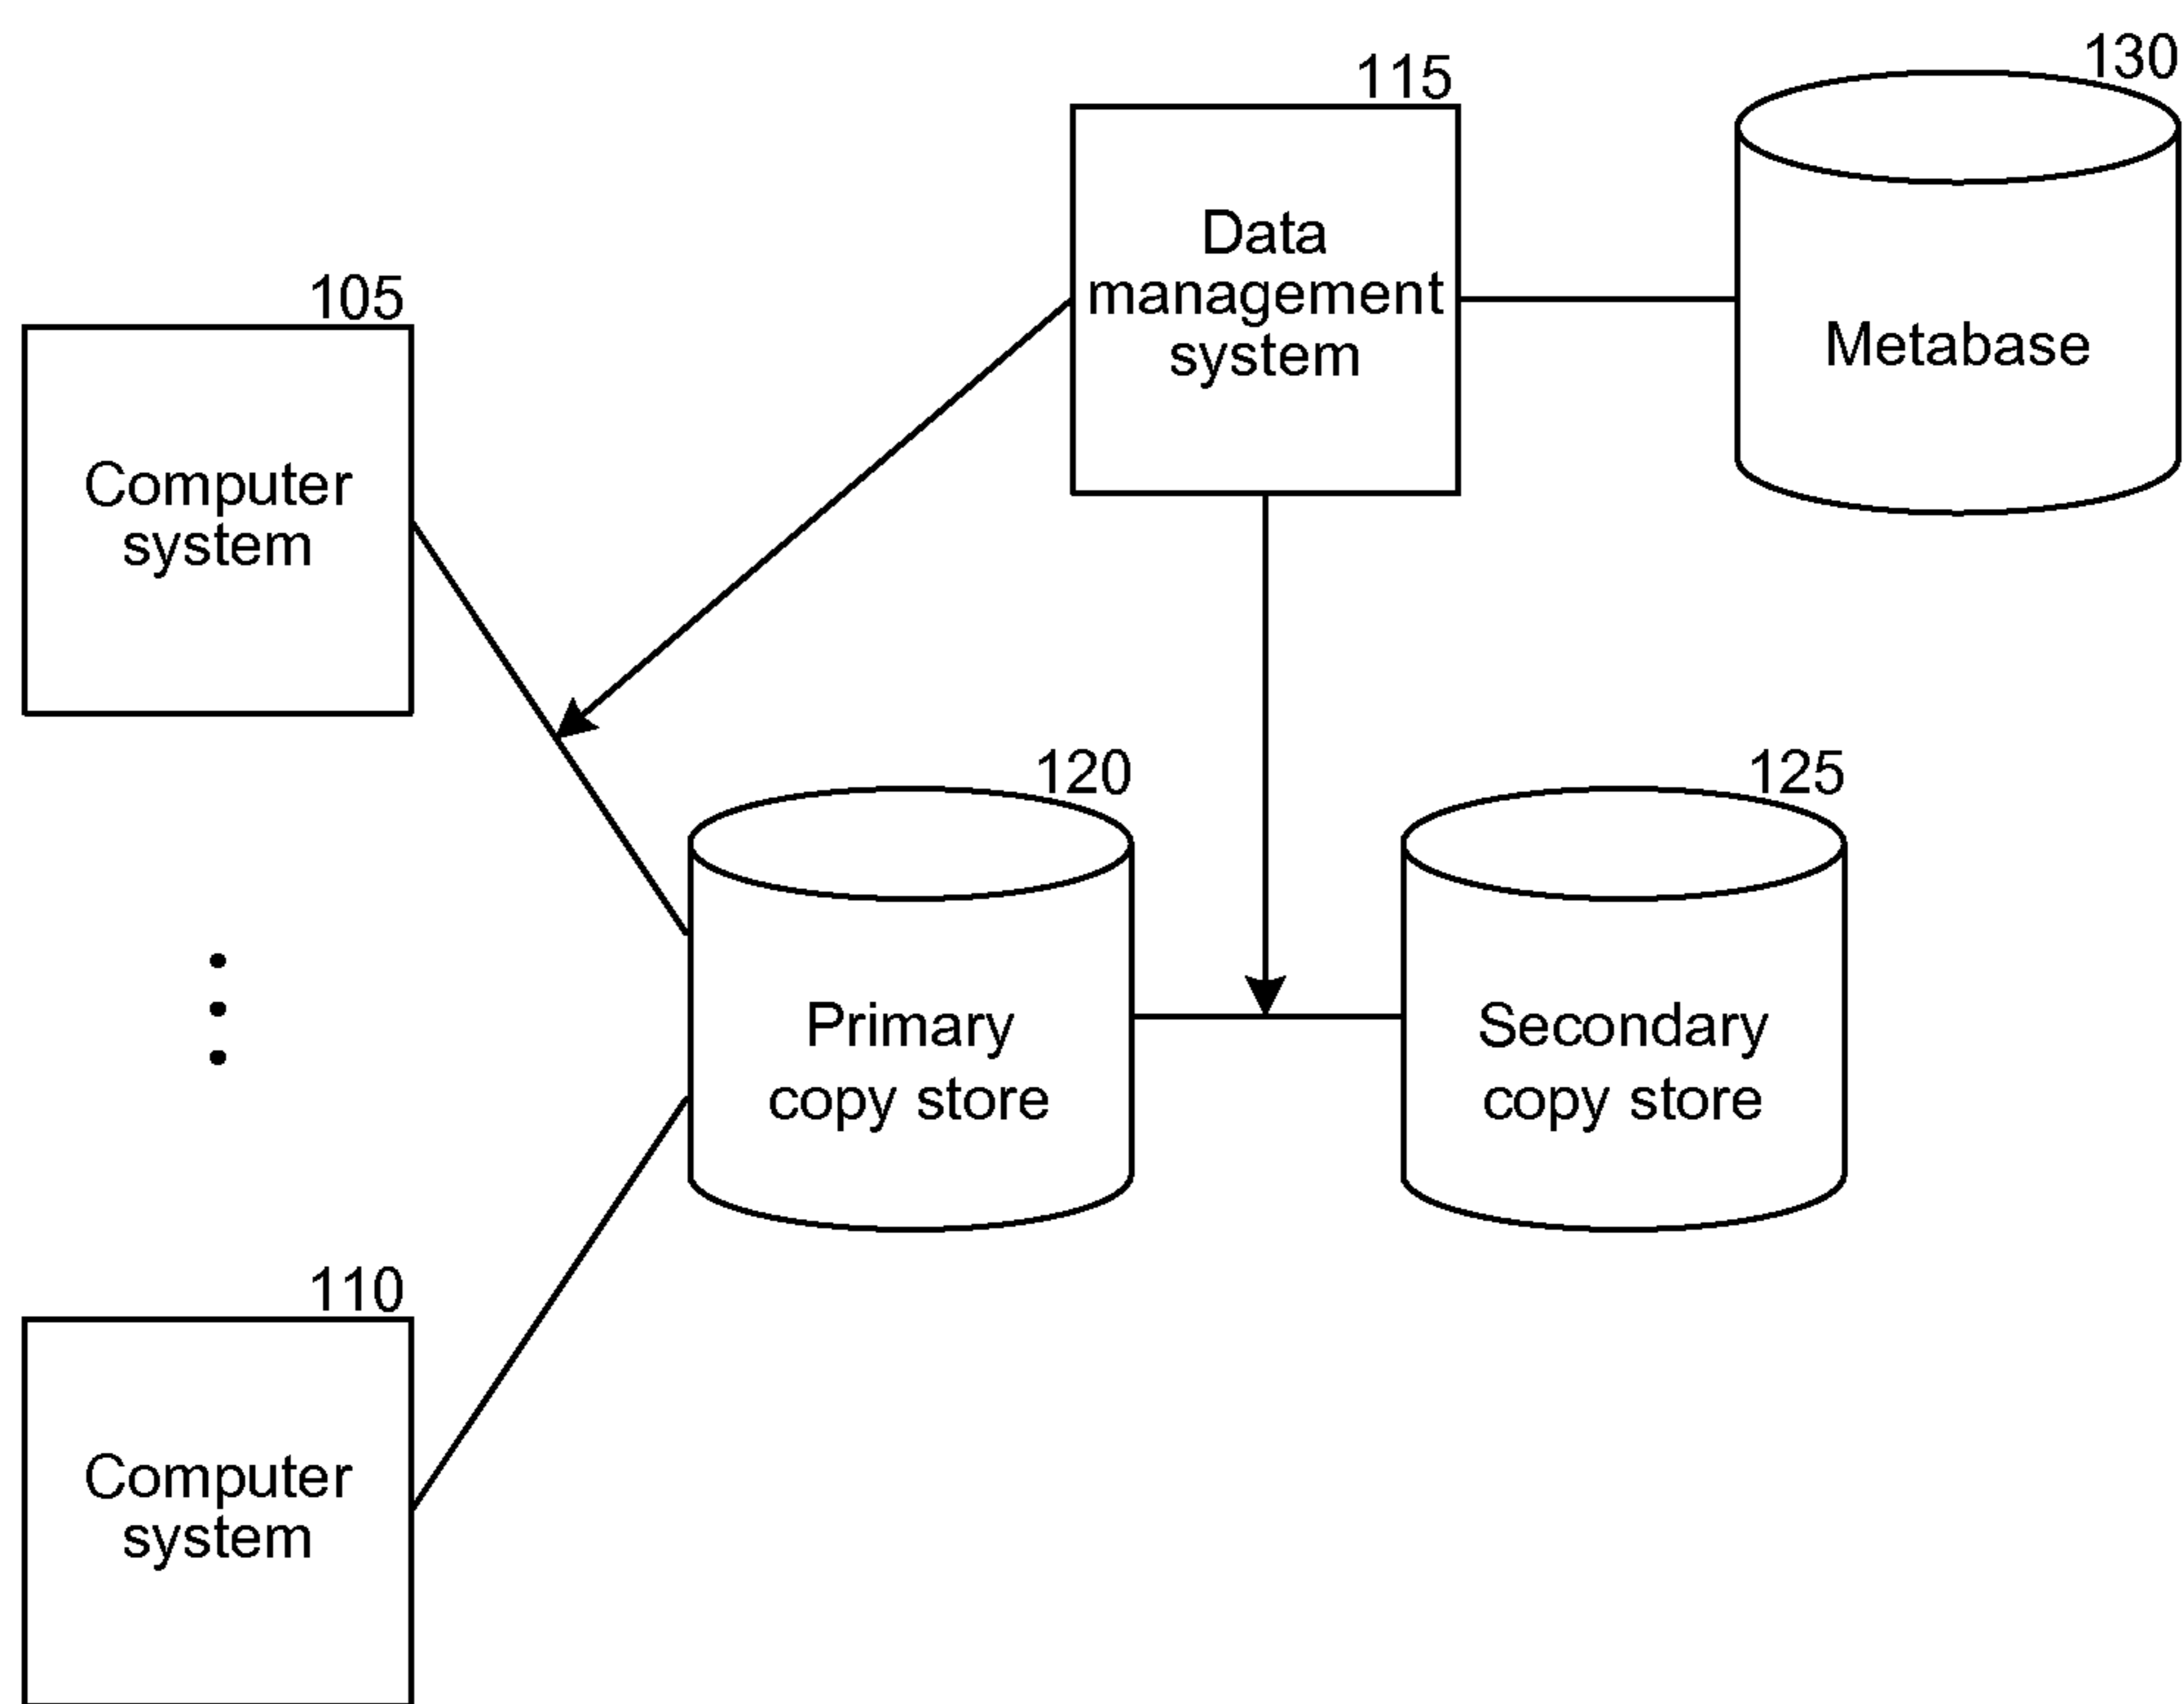 130
115
Data
management
system
Metabase
105
Computer
system
120
125
Primary
copy store
Secondary
copy store
110
Computer
system